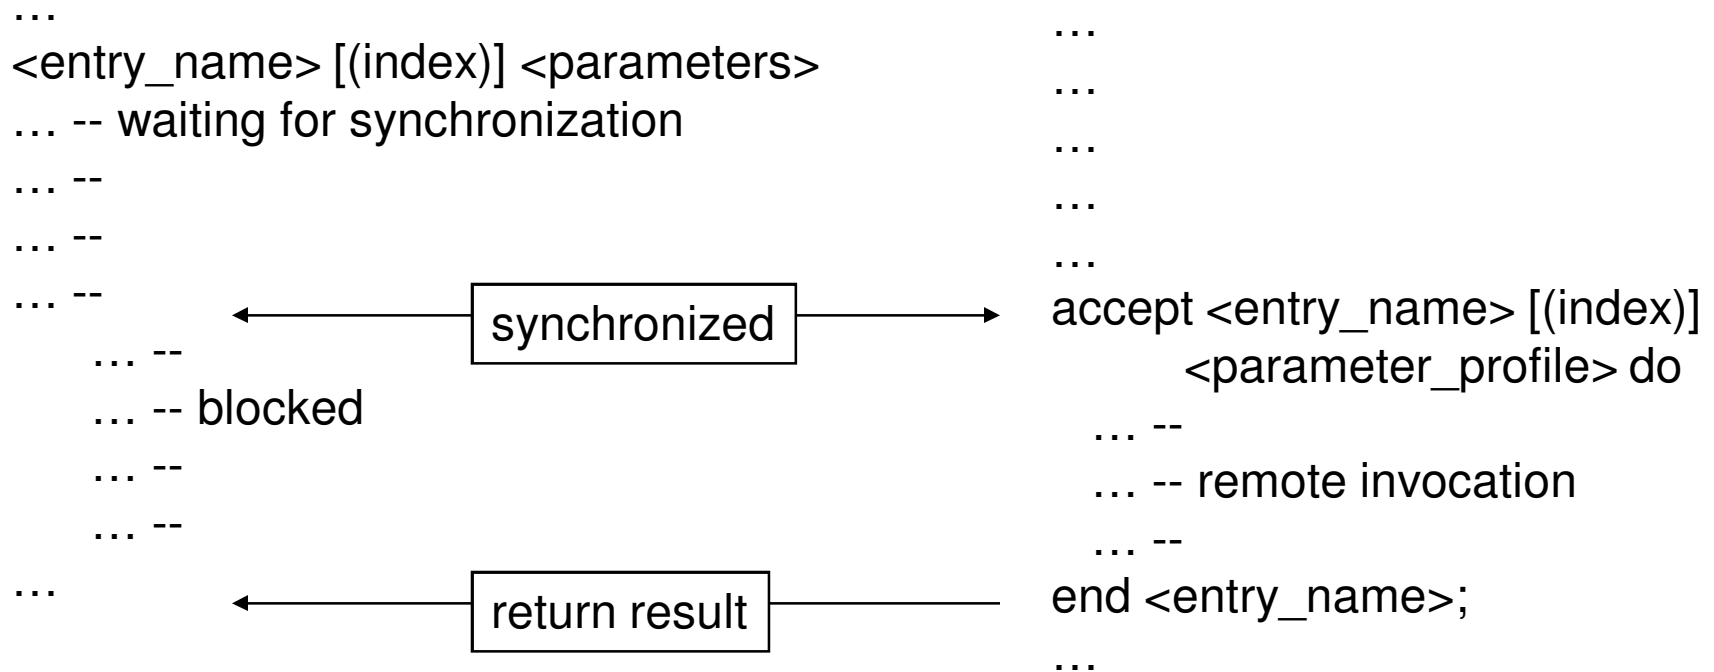 …
<entry_name> [(index)] <parameters>
… -- waiting for synchronization
… --
… --
… --
… --
… -- blocked
… --
… --
…
synchronized
return result
…
…
…
…
…
accept <entry_name> [(index)]
<parameter_profile> do
… --
… -- remote invocation
… --
end <entry_name>;
…